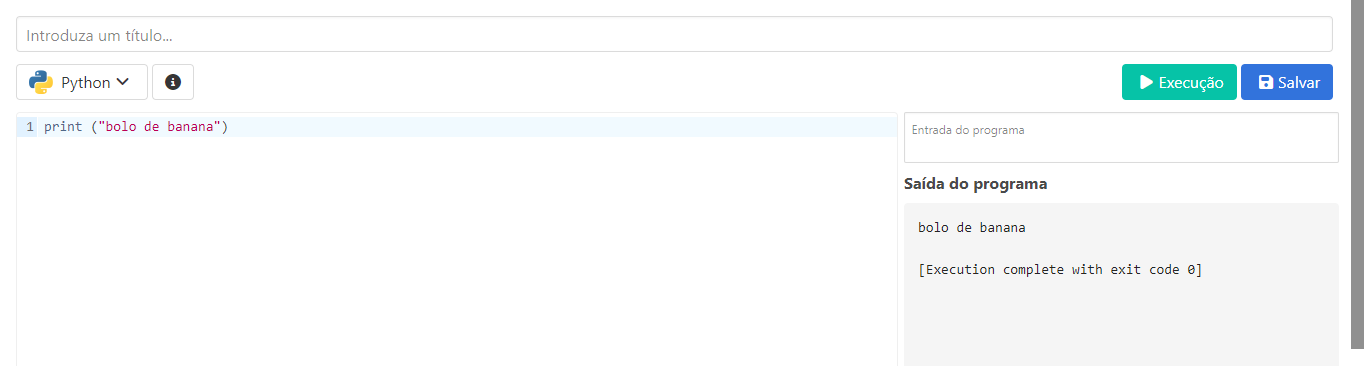 Introduza um título...
Python
Execução
Salvar
1 print ("bolo de banana")
Entrada do programa
Saída do programa
bolo de banana
[Execution complete with exit code 0]